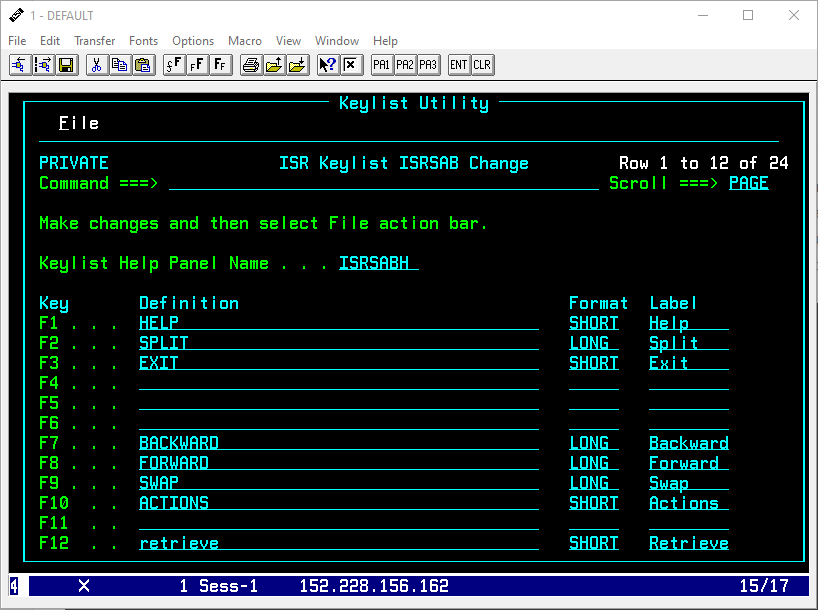 1 - DEFAULT
File Edit Transfer Fonts Options Macro View Window Help
PA1 PA2 PA3 ENT CLR
Keylist Utility
File
PRIVATE ISR Keylist ISRSAB Change Row 1 to 12 of 24
Command ===> Scroll ===> PAGE
Make changes and then select File action bar.
Keylist Help Panel Name . . . ISRSABH
Key Definition Format Label
F1 . . . HELP SHORT Help
F2 . . . SPLIT LONG Split
F3 . . . EXIT SHORT Exit
F4 . . .
F5 . . .
F6 . . .
F7 . . . BACKWARD LONG Backward
F8 . . . FORWARD LONG Forward
F9 . . . SWAP LONG Swap
F10 . . ACTIONS SHORT Actions
F11 . .
F12 . . retrieve SHORT Retrieve
4 X 1 Sess-1 152.228.156.162 15/17